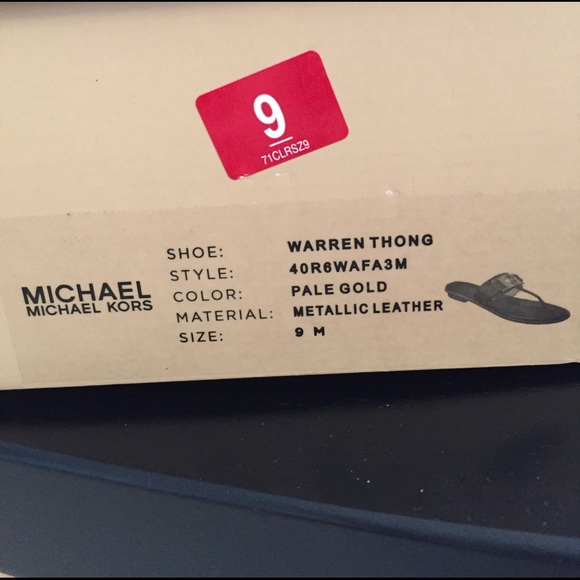 9
71CLRSZ9
MICHAEL
MICHAEL KORS
SHOE: WARREN THONG
STYLE: 40R6WAFA3M
COLOR: PALE GOLD
MATERIAL: METALLIC LEATHER
SIZE: 9 M